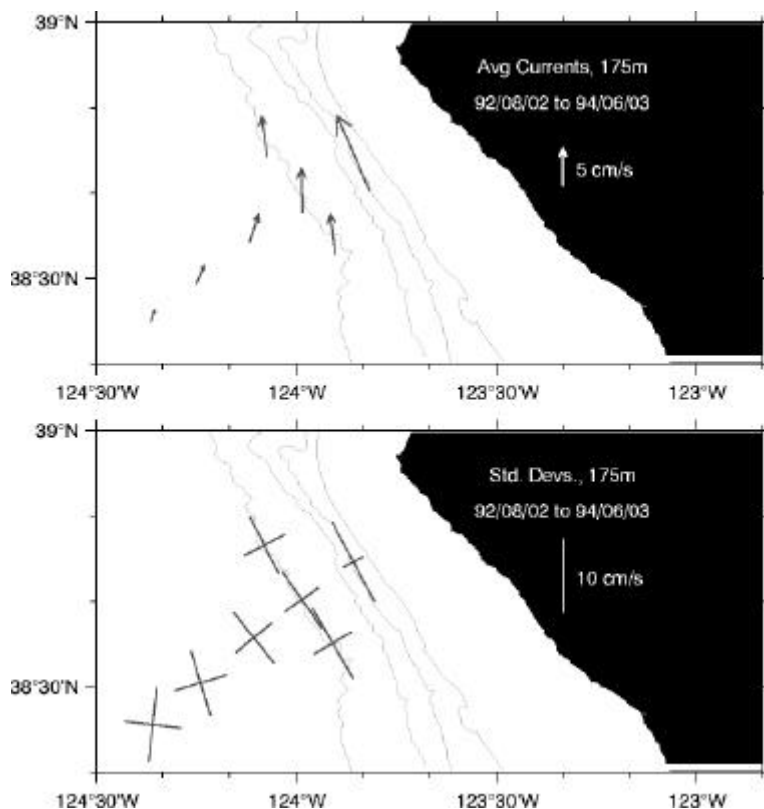 39°N
Avg Currents, 175m
92/08/02 to 94/06/03
5 cm/s
38°30'N
124°30'W 124°W 123°30'W 123°W
39°N
Std. Devs., 175m
92/08/02 to 94/06/03
10 cm/s
38°30'N
124°30'W 124°W 123°30'W 123°W